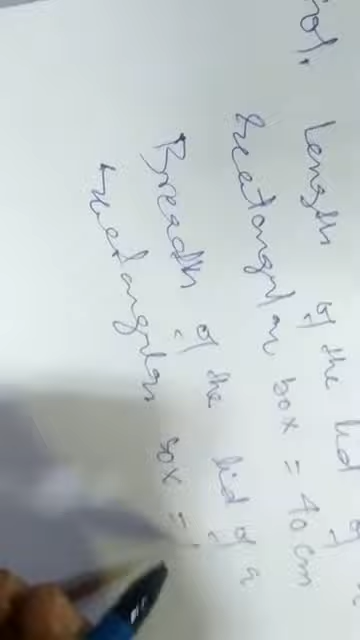 Sol. Length of the lid of a
rectangular box = 40 cm
Breadth of the lid of a
rectangular box =